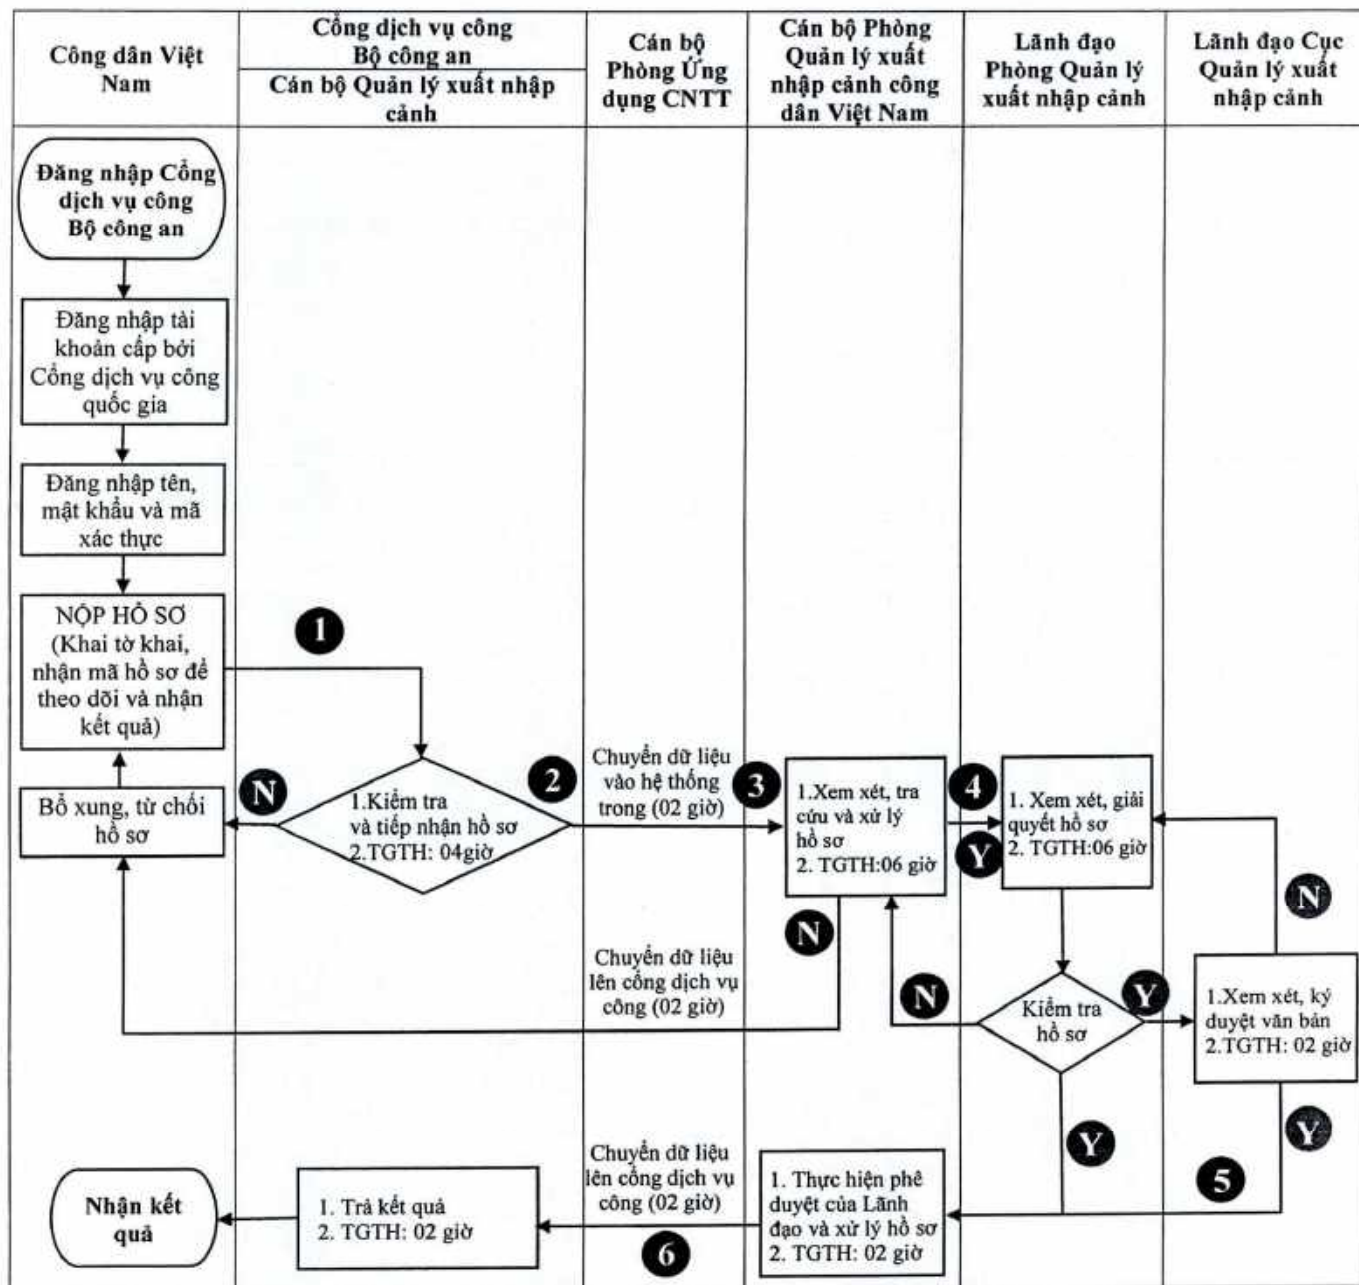 Công dân Việt
Nam
Cổng dịch vụ công
Bộ công an
Cán bộ Quản lý xuất nhập
cảnh
Cán bộ
Phòng Ứng
dụng CNTT
Cán bộ Phòng
Quản lý xuất
nhập cảnh công
dân Việt Nam
Lãnh đạo
Phòng Quản lý
xuất nhập cảnh
Lãnh đạo Cục
Quản lý xuất
nhập cảnh
Đăng nhập Cổng
dịch vụ công
Bộ công an
Đăng nhập tài
khoản cấp bởi
Cổng dịch vụ công
quốc gia
Đăng nhập tên,
mật khẩu và mã
xác thực
NỘP HỒ SƠ
(Khai tờ khai,
nhận mã hồ sơ để
theo dõi và nhận
kết quả)
1
Bổ xung, từ chối
hồ sơ
N
1.Kiểm tra
và tiếp nhận hồ sơ
2.TGTH: 04giờ
2
Chuyển dữ liệu
vào hệ thống
trong (02 giờ)
3
1.Xem xét, tra
cứu và xử lý
hồ sơ
2. TGTH:06 giờ
4
Y
1. Xem xét, giải
quyết hồ sơ
2. TGTH:06 giờ
N
N
Chuyển dữ liệu
lên cổng dịch vụ
công (02 giờ)
N
Kiểm tra
hồ sơ
Y
1.Xem xét, ký
duyệt văn bản
2.TGTH: 02 giờ
Y
Y
5
Nhận kết
quả
1. Trả kết quả
2. TGTH: 02 giờ
Chuyển dữ liệu
lên cổng dịch vụ
công (02 giờ)
6
1. Thực hiện phê
duyệt của Lãnh
đạo và xử lý hồ sơ
2. TGTH: 02 giờ